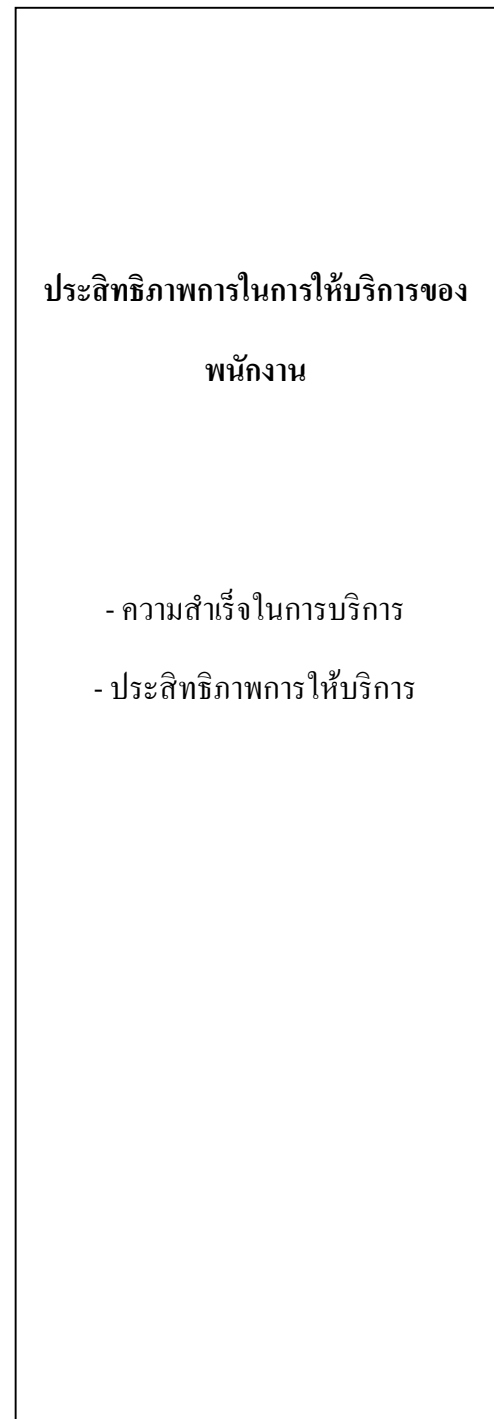 ประสิทธิภาพการในการให้บริการของ
พนักงาน
- ความสำเร็จในการบริการ
- ประสิทธิภาพการให้บริการ